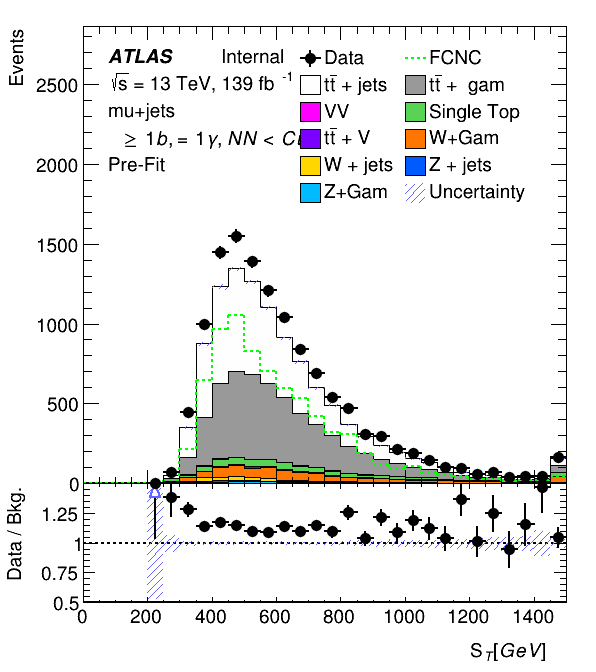 Events
2500
2000
1500
1000
500
0
ATLAS Internal
√s = 13 TeV, 139 fb -1
mu+jets
≥ 1b, = 1γ, NN <
Pre-Fit
Data
FCNC
tt̄ + jets
tt̄ + gam
VV
Single Top
tt̄ + V
W+Gam
W + jets
Z + jets
Z+Gam
Uncertainty
Data / Bkg.
1.25
1
0.75
0.5
0 200 400 600 800 1000 1200 1400
S_T[GeV]